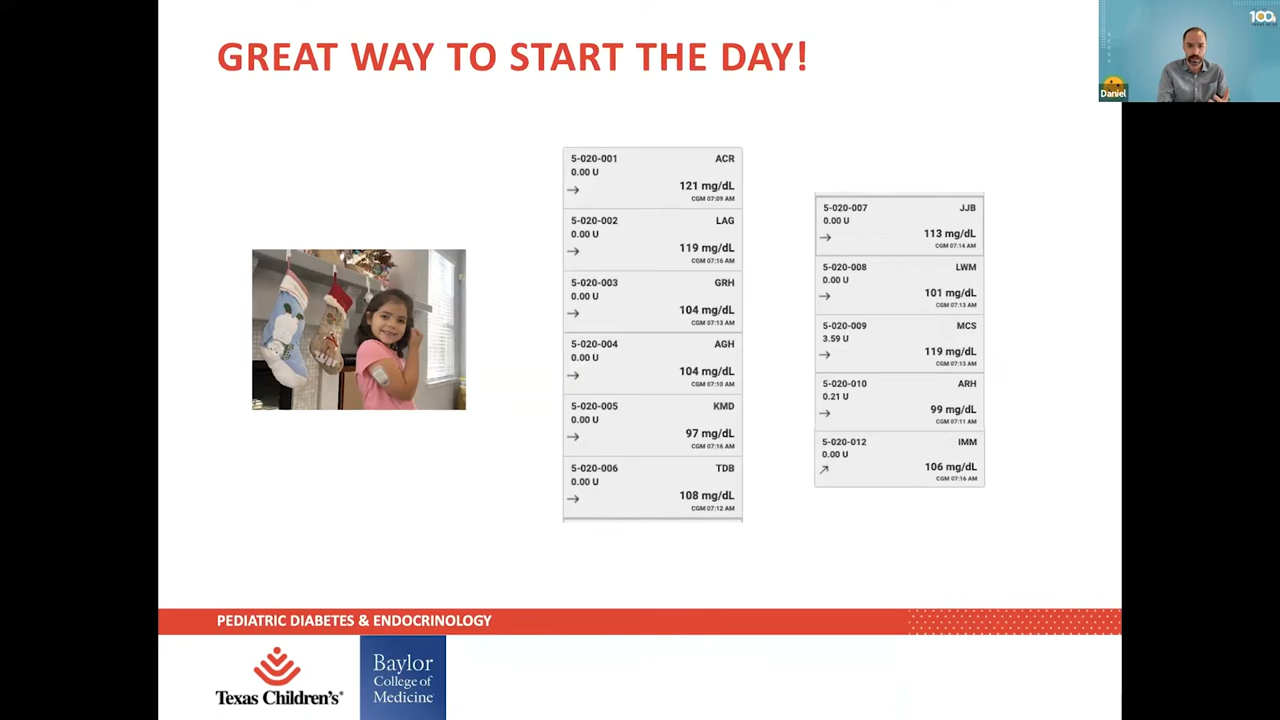 GREAT WAY TO START THE DAY!
100
Daniel
5-020-001 ACR
0.00 U
121 mg/dL
CGM 07:09 AM
5-020-002 LAG
0.00 U
119 mg/dL
CGM 07:16 AM
5-020-003 GRH
0.00 U
104 mg/dL
CGM 07:13 AM
5-020-004 AGH
0.00 U
104 mg/dL
CGM 07:10 AM
5-020-005 KMD
0.00 U
97 mg/dL
CGM 07:16 AM
5-020-006 TDB
0.00 U
108 mg/dL
CGM 07:12 AM
5-020-007 JJB
0.00 U
113 mg/dL
CGM 07:14 AM
5-020-008 LWM
0.00 U
101 mg/dL
CGM 07:13 AM
5-020-009 MCS
3.59 U
119 mg/dL
CGM 07:13 AM
5-020-010 ARH
0.21 U
99 mg/dL
CGM 07:11 AM
5-020-012 IMM
0.00 U
106 mg/dL
CGM 07:16 AM
PEDIATRIC DIABETES & ENDOCRINOLOGY
Texas Children's®
Baylor
College of
Medicine